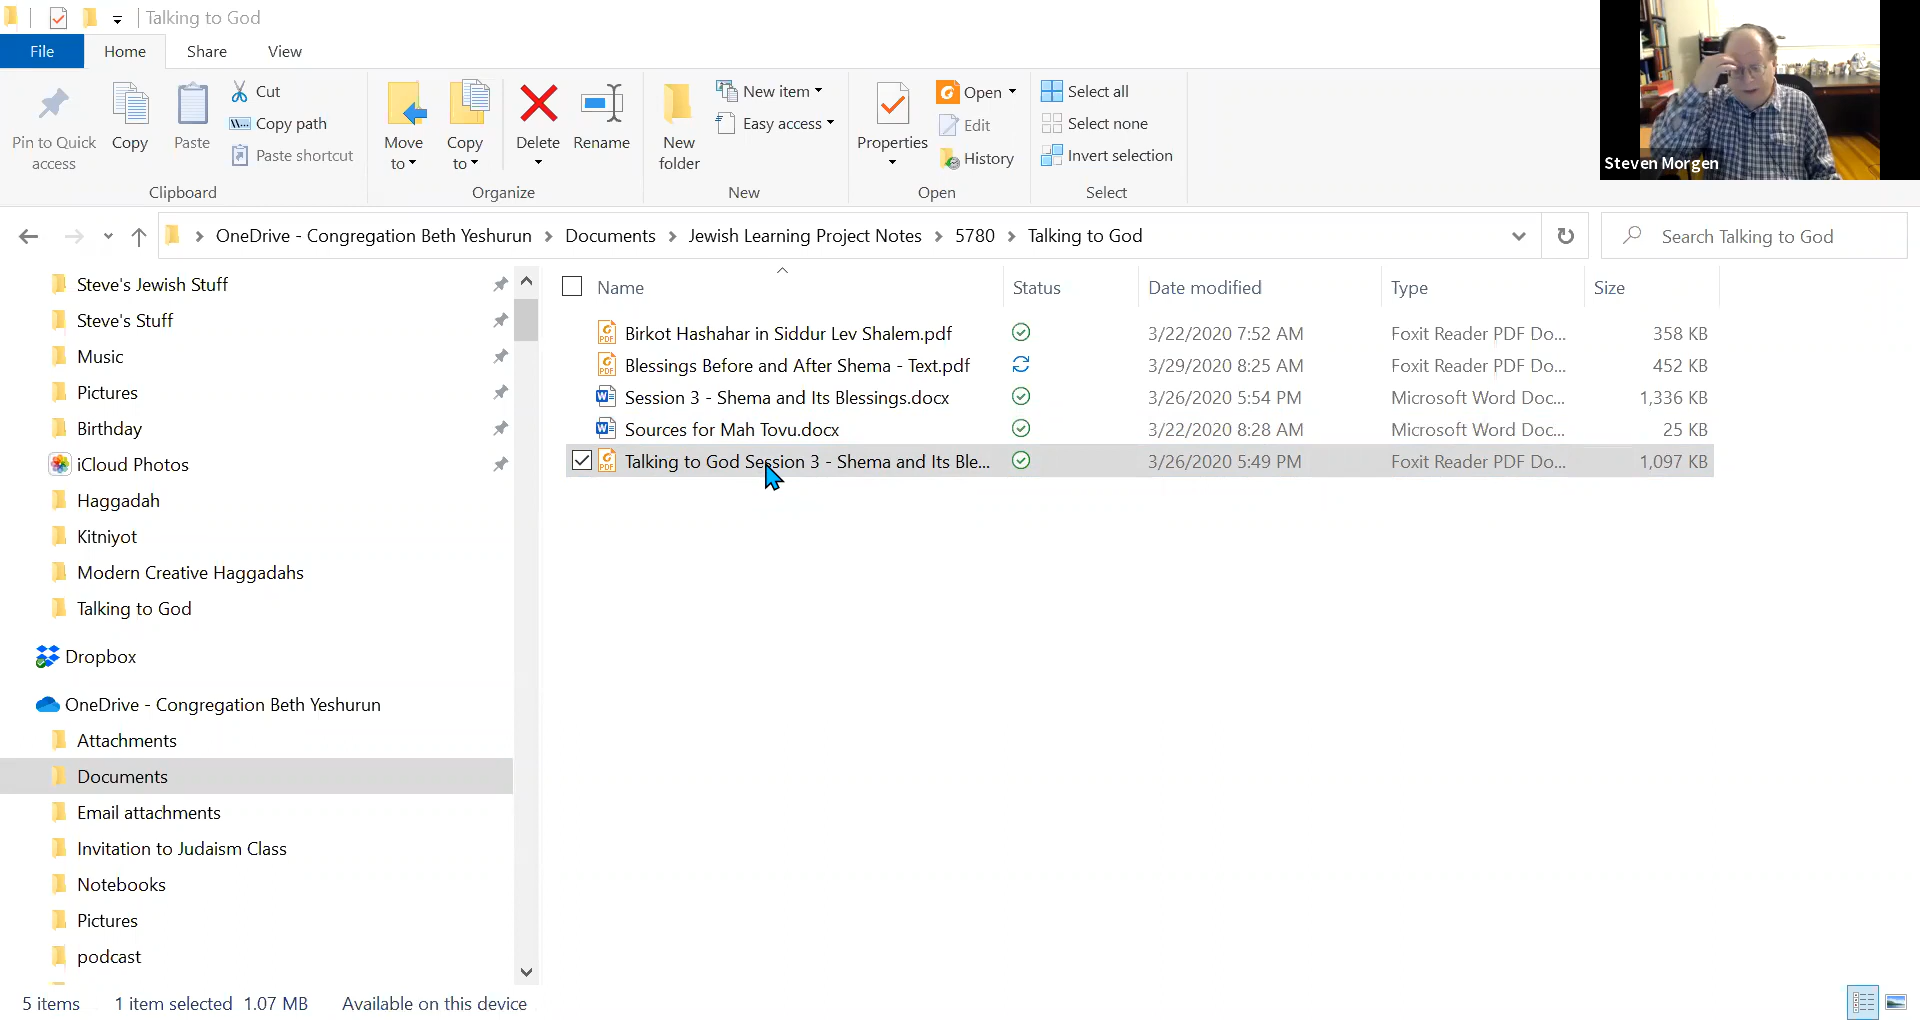 Talking to God
File Home Share View
Pin to Quick access
Copy
Paste
Cut
Copy path
Paste shortcut
Clipboard
Move to
Copy to
Delete
Rename
Organize
New folder
New item
Easy access
New
Properties
Open
Edit
History
Open
Select all
Select none
Invert selection
Select
Steven Morgen
OneDrive - Congregation Beth Yeshurun > Documents > Jewish Learning Project Notes > 5780 > Talking to God
Search Talking to God
Steve's Jewish Stuff
Steve's Stuff
Music
Pictures
Birthday
iCloud Photos
Haggadah
Kitniyot
Modern Creative Haggadahs
Talking to God
Dropbox
OneDrive - Congregation Beth Yeshurun
Attachments
Documents
Email attachments
Invitation to Judaism Class
Notebooks
Pictures
podcast
Name Status Date modified Type Size
Birkot Hashahar in Siddur Lev Shalem.pdf 3/22/2020 7:52 AM Foxit Reader PDF Do... 358 KB
Blessings Before and After Shema - Text.pdf 3/29/2020 8:25 AM Foxit Reader PDF Do... 452 KB
Session 3 - Shema and Its Blessings.docx 3/26/2020 5:54 PM Microsoft Word Doc... 1,336 KB
Sources for Mah Tovu.docx 3/22/2020 8:28 AM Microsoft Word Doc... 25 KB
Talking to God Session 3 - Shema and Its Ble... 3/26/2020 5:49 PM Foxit Reader PDF Do... 1,097 KB
5 items 1 item selected 1.07 MB Available on this device